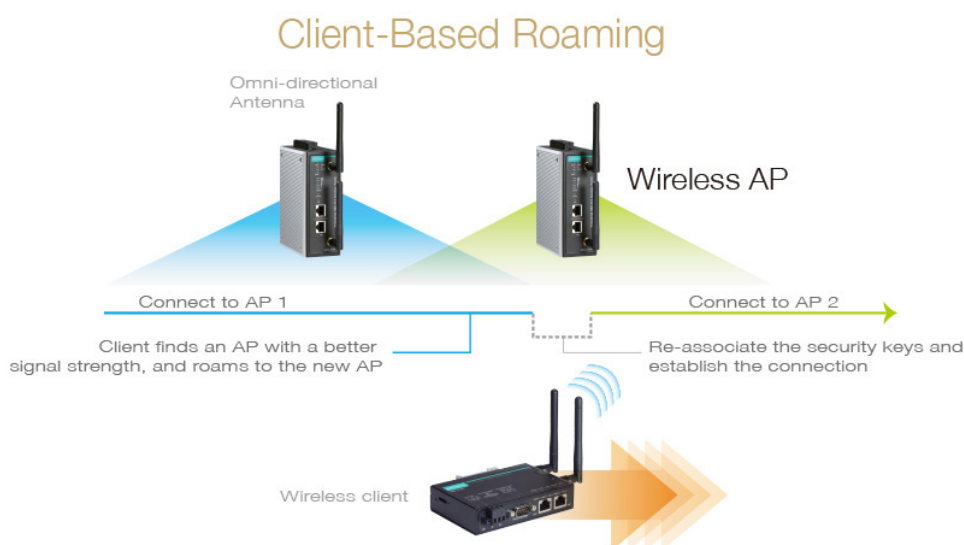 Client-Based Roaming
Omni-directional
Antenna
Wireless AP
Connect to AP 1
Connect to AP 2
Client finds an AP with a better
signal strength, and roams to the new AP
Re-associate the security keys and
establish the connection
Wireless client